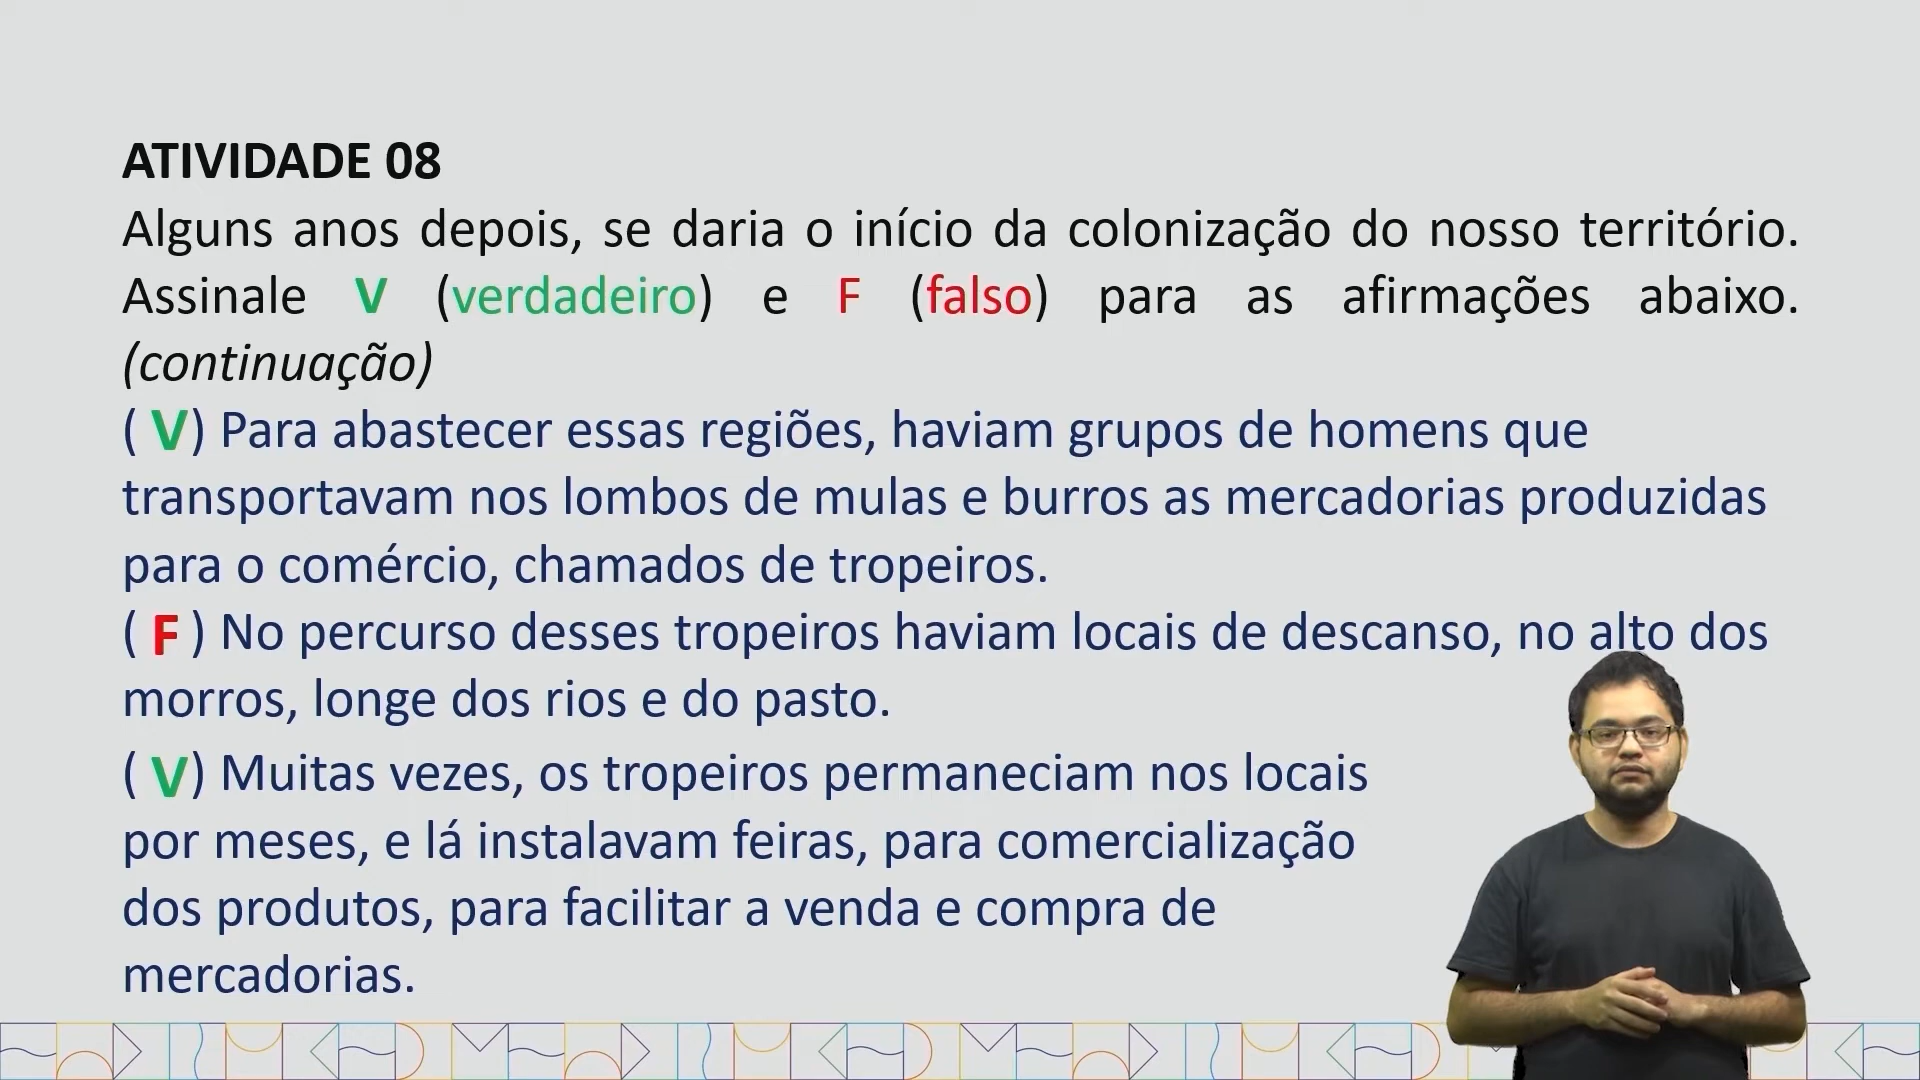 ATIVIDADE 08
Alguns anos depois, se daria o início da colonização do nosso território.
Assinale V (verdadeiro) e F (falso) para as afirmações abaixo.
(continuação)
( V) Para abastecer essas regiões, haviam grupos de homens que
transportavam nos lombos de mulas e burros as mercadorias produzidas
para o comércio, chamados de tropeiros.
( F ) No percurso desses tropeiros haviam locais de descanso, no alto dos
morros, longe dos rios e do pasto.
( V) Muitas vezes, os tropeiros permaneciam nos locais
por meses, e lá instalavam feiras, para comercialização
dos produtos, para facilitar a venda e compra de
mercadorias.